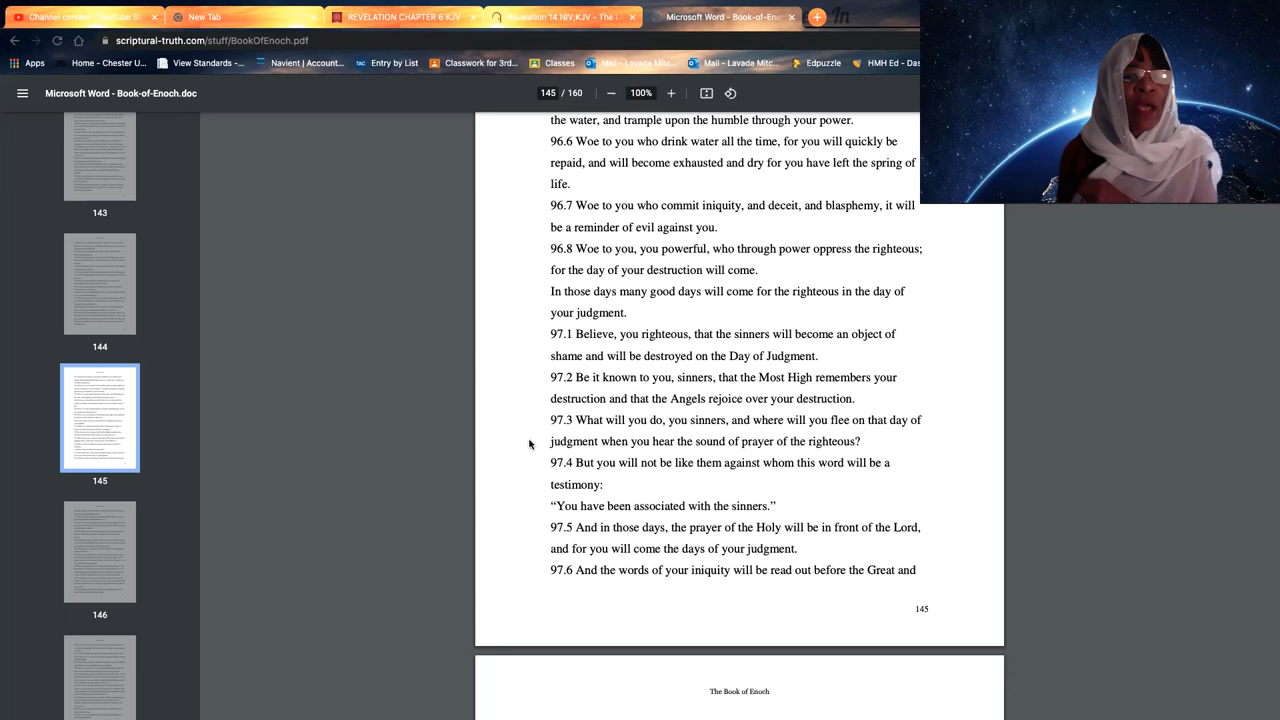 Channel content - YouTube St
New Tab
REVELATION CHAPTER 6 KJV
Revelation 14 NIV;KJV - The
Microsoft Word - Book-of-Eno
scriptural-truth.com/stuff/BookOfEnoch.pdf
Apps
Home - Chester U...
View Standards -...
Navient | Account...
TAC Entry by List
Classwork for 3rd...
Classes
Mail - Lavada Mitc...
Mail - Lavada Mitc...
Edpuzzle
HMH Ed - Das
Microsoft Word - Book-of-Enoch.doc
145 / 160
100%
143
144
145
146
the water, and trample upon the humble through your power.
96.6 Woe to you who drink water all the time, for you will quickly be
repaid, and will become exhausted and dry for you have left the spring of
life.
96.7 Woe to you who commit iniquity, and deceit, and blasphemy, it will
be a reminder of evil against you.
96.8 Woe to you, you powerful, who through power oppress the righteous;
for the day of your destruction will come.
In those days many good days will come for the righteous in the day of
your judgment.
97.1 Believe, you righteous, that the sinners will become an object of
shame and will be destroyed on the Day of Judgment.
97.2 Be it known to you, sinners, that the Most High remembers your
destruction and that the Angels rejoice over your destruction.
97.3 What will you do, you sinners, and where will you flee on that day of
judgment when you hear the sound of prayer of the righteous?
97.4 But you will not be like them against whom this word will be a
testimony:
“You have been associated with the sinners.”
97.5 And in those days, the prayer of the Holy will be in front of the Lord,
and for you will come the days of your judgment.
97.6 And the words of your iniquity will be read out before the Great and
145
The Book of Enoch